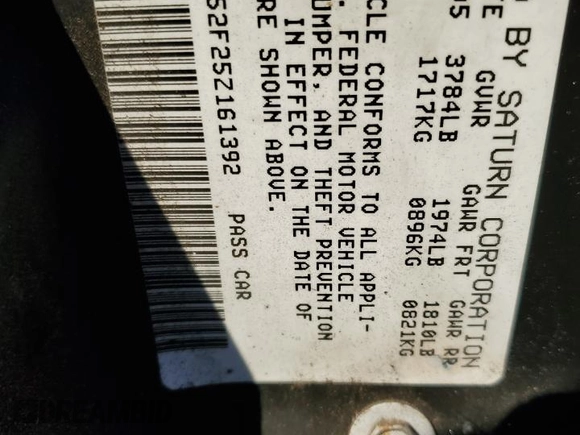 BY SATURN CORPORATION
GVWR GAWR FRT GAWR RR
3784LB 1974LB 1810LB
1717KG 0896KG 0821KG
CLE CONFORMS TO ALL APPLI-
FEDERAL MOTOR VEHICLE
UMPER, AND THEFT PREVENTION
IN EFFECT ON THE DATE OF
RE SHOWN ABOVE.
52F25Z161392 PASS CAR
DREAMBID